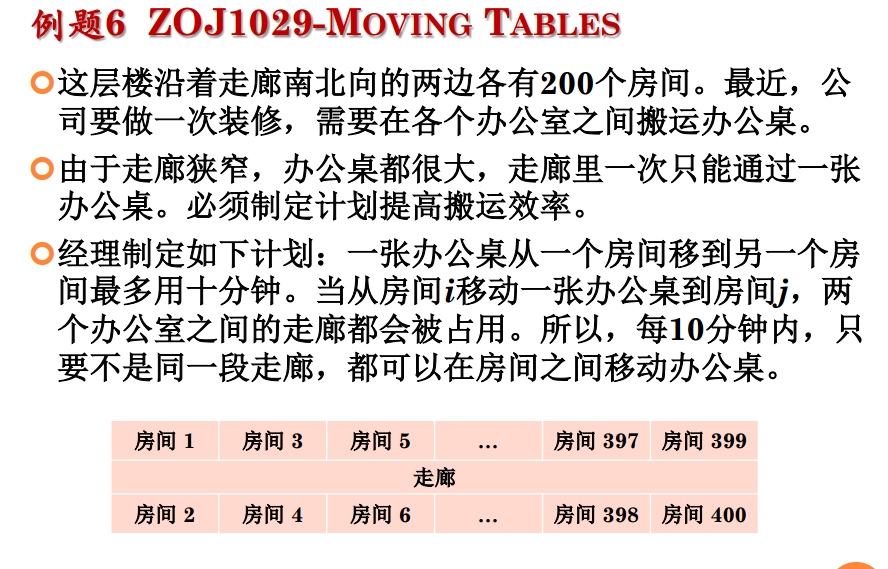 例题6 ZOJ1029-MOVING TABLES
这层楼沿着走廊南北向的两边各有200个房间。最近，公
司要做一次装修，需要在各个办公室之间搬运办公桌。
由于走廊狭窄，办公桌都很大，走廊里一次只能通过一张
办公桌。必须制定计划提高搬运效率。
经理制定如下计划：一张办公桌从一个房间移到另一个房
间最多用十分钟。当从房间i移动一张办公桌到房间j，两
个办公室之间的走廊都会被占用。所以，每10分钟内，只
要不是同一段走廊，都可以在房间之间移动办公桌。
房间 1 房间 3 房间 5 ... 房间 397 房间 399
走廊
房间 2 房间 4 房间 6 ... 房间 398 房间 400